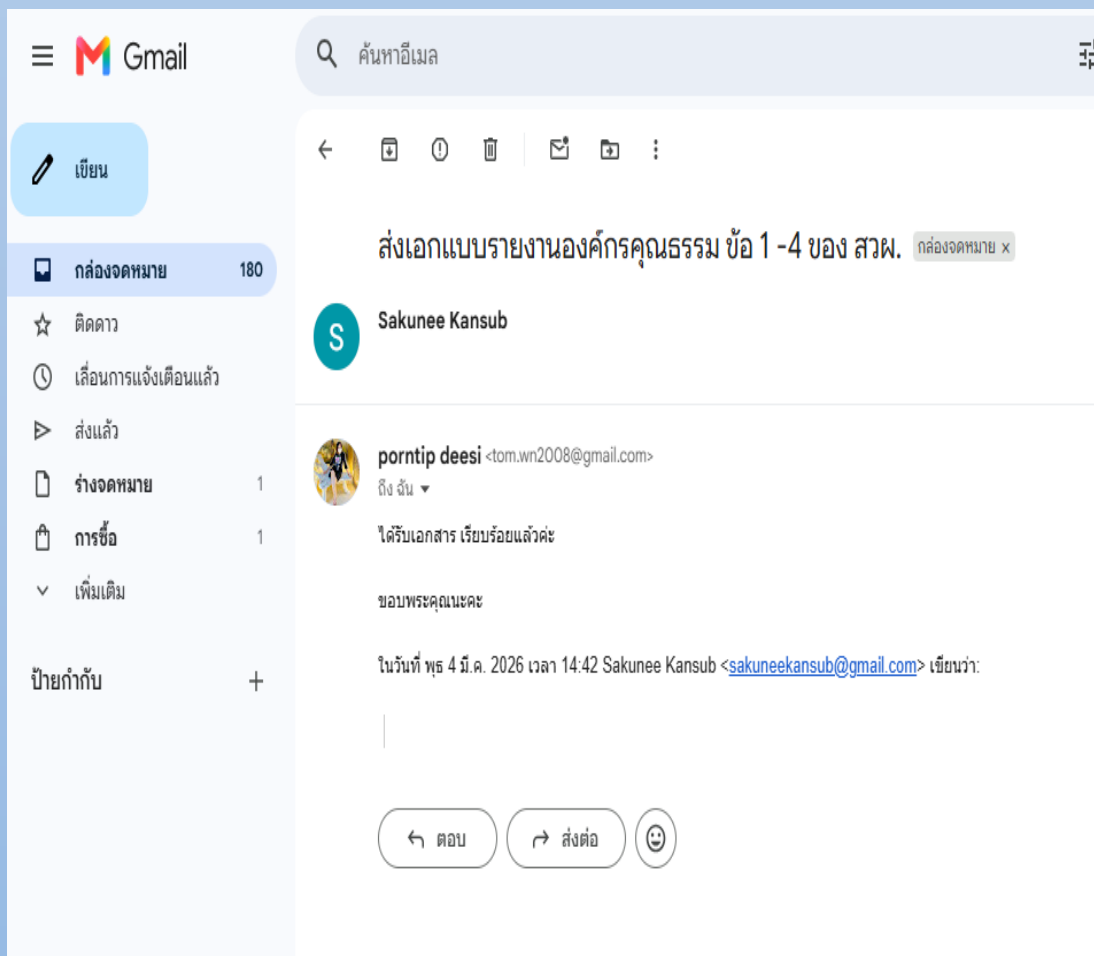 Gmail
ค้นหาอีเมล
เขียน
กล่องจดหมาย 180
ติดดาว
เลื่อนการแจ้งเตือนแล้ว
ส่งแล้ว
ร่างจดหมาย 1
การซื้อ 1
เพิ่มเติม
ป้ายกำกับ +
ส่งเอกแบบรายงานองค์กรคุณธรรม ข้อ 1 -4 ของ สวผ. กล่องจดหมาย ×
S
Sakunee Kansub
porntip deesi <tom.wn2008@gmail.com>
ถึง ฉัน
ได้รับเอกสาร เรียบร้อยแล้วค่ะ
ขอบพระคุณนะคะ
ในวันที่ พุธ 4 มี.ค. 2026 เวลา 14:42 Sakunee Kansub <sakuneekansub@gmail.com> เขียนว่า:
ตอบ ส่งต่อ